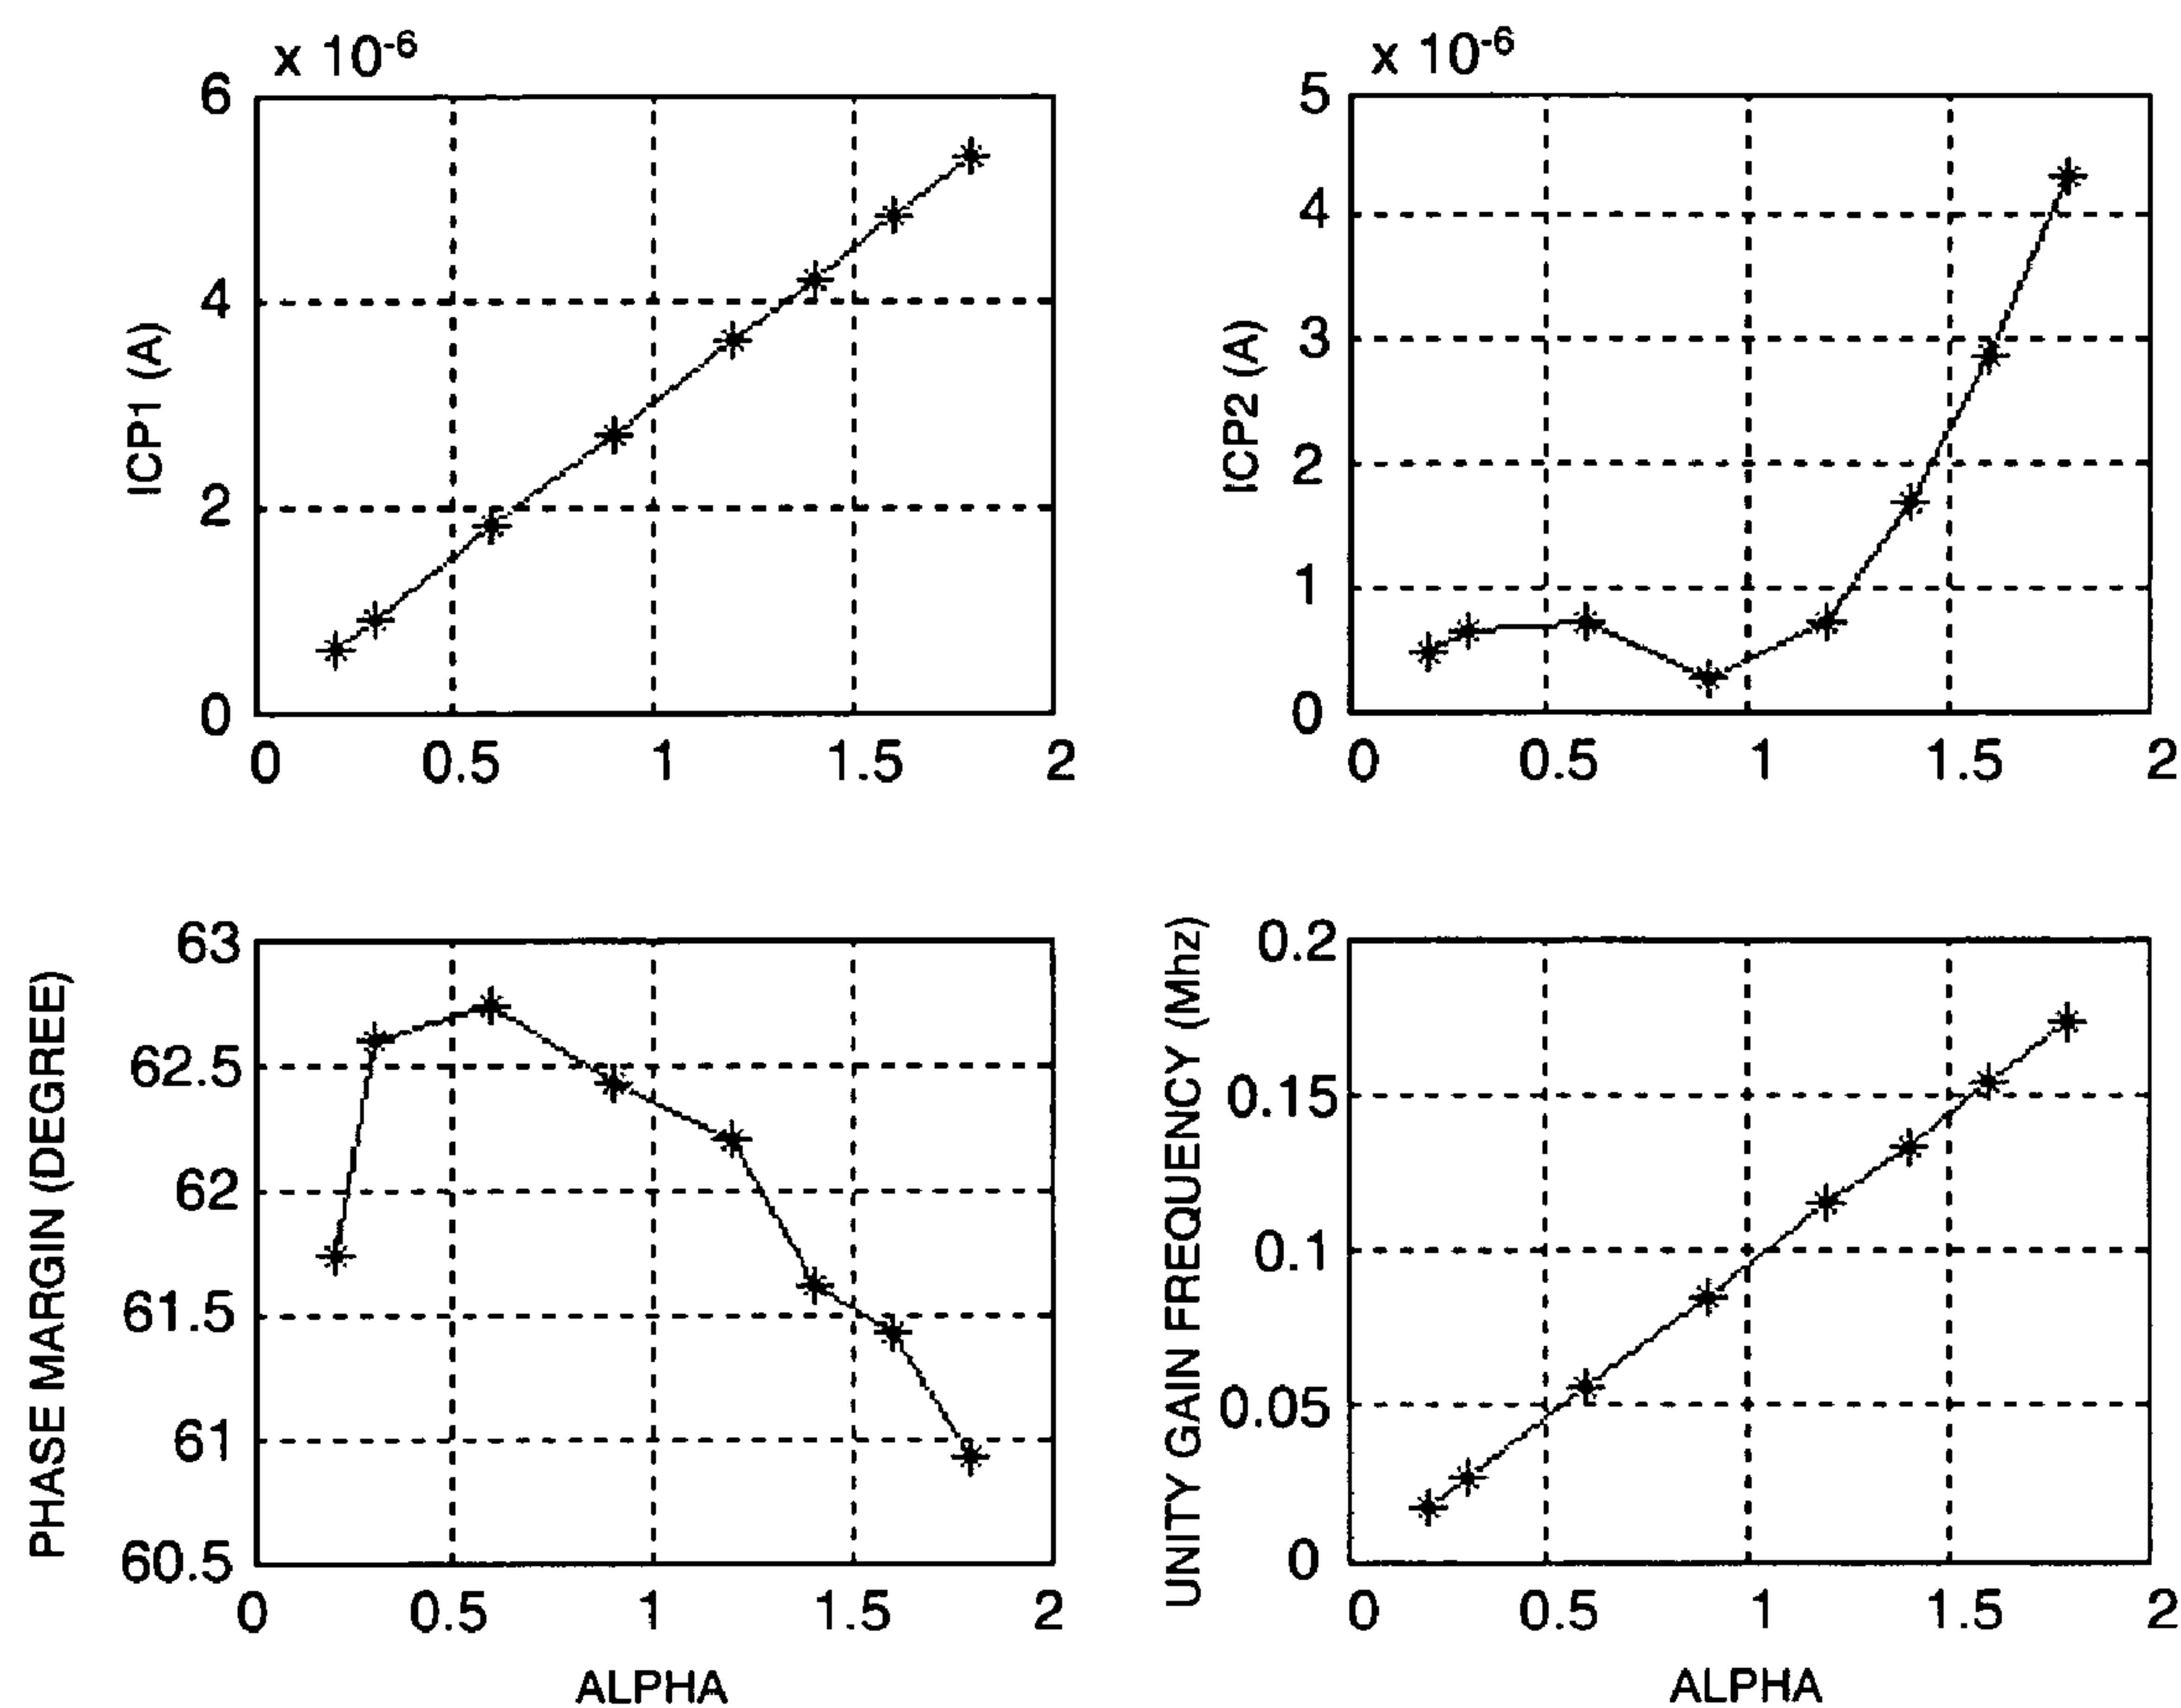 x 10-6
6
4
2
0
ICP1 (A)
0 0.5 1 1.5 2
x 10-6
5
4
3
2
1
0
ICP2 (A)
0 0.5 1 1.5 2
63
62.5
62
61.5
61
60.5
PHASE MARGIN (DEGREE)
0 0.5 1 1.5 2
ALPHA
0.2
0.15
0.1
0.05
0
UNITY GAIN FREQUENCY (Mhz)
0 0.5 1 1.5 2
ALPHA